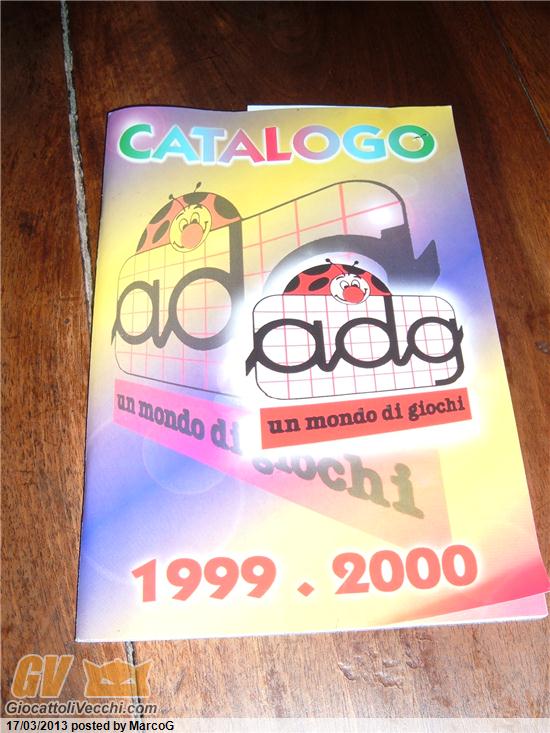 CATALOGO
ad
adg
un mondo di giochi
un mondo di giochi
1999 . 2000
GV
GiocattoliVecchi.com
17/03/2013 posted by MarcoG